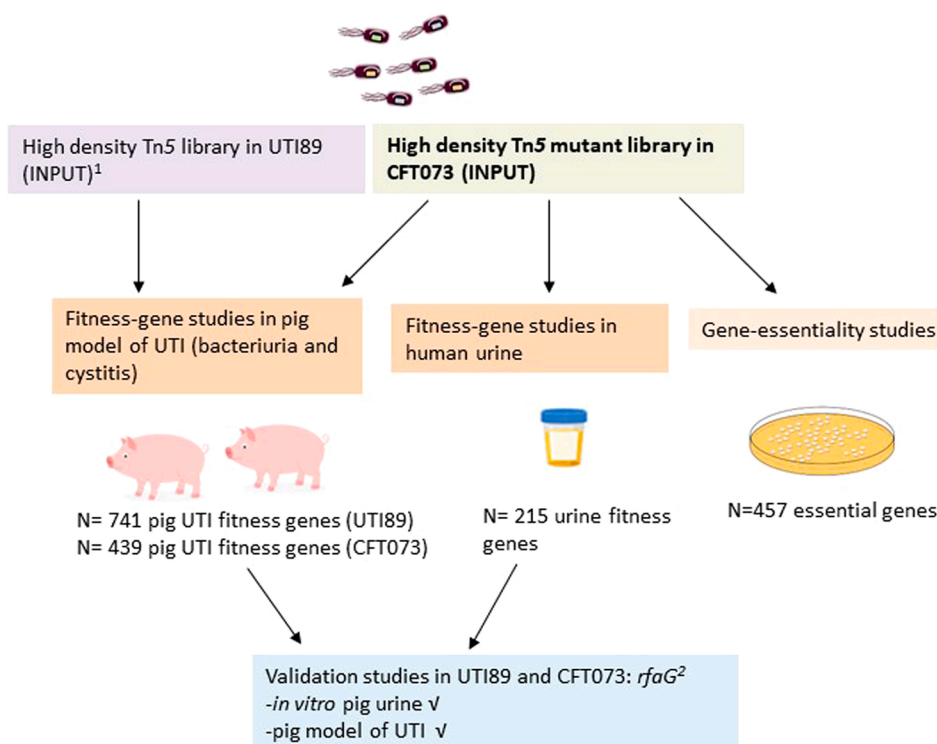 High density Tn5 library in UTI89
(INPUT)¹
High density Tn5 mutant library in
CFT073 (INPUT)
Fitness-gene studies in pig
model of UTI (bacteriuria and
cystitis)
Fitness-gene studies in
human urine
Gene-essentiality studies
N= 741 pig UTI fitness genes (UTI89)
N= 439 pig UTI fitness genes (CFT073)
N= 215 urine fitness
genes
N=457 essential genes
Validation studies in UTI89 and CFT073: rfaG²
-in vitro pig urine √
-pig model of UTI √